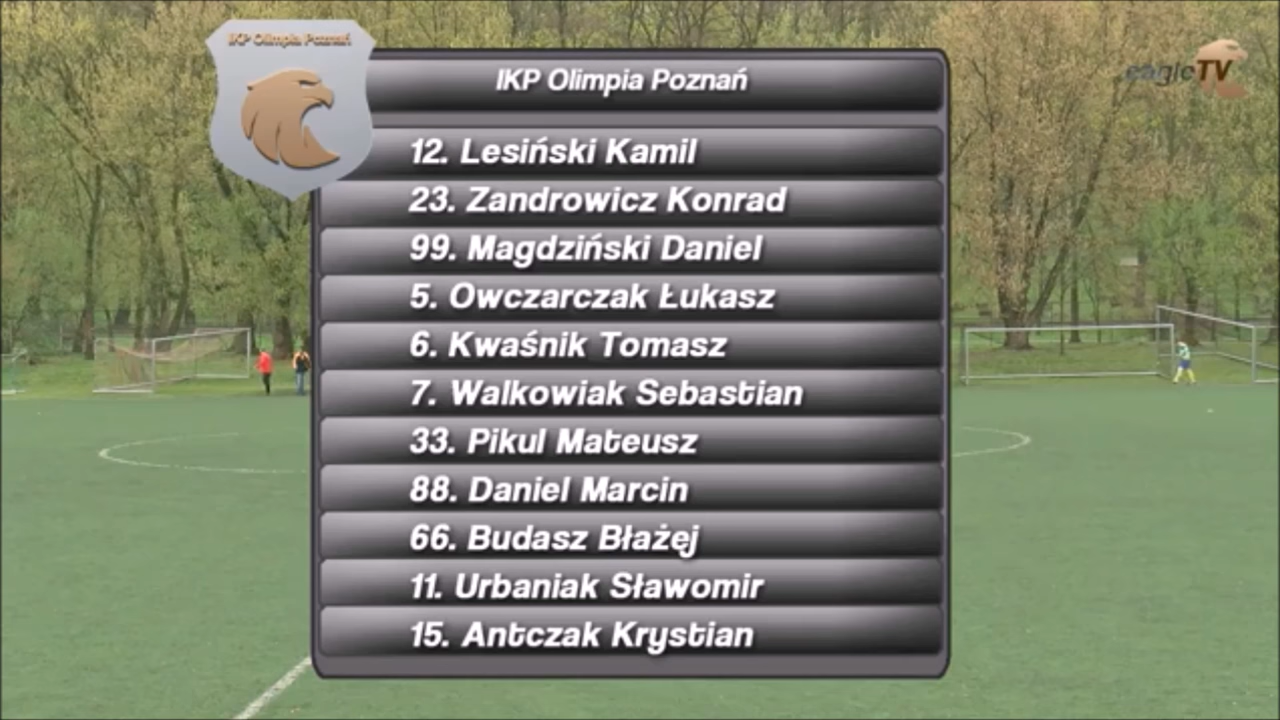 IKP Olimpia Poznań
eagleTV
IKP Olimpia Poznań
12. Lesiński Kamil
23. Zandrowicz Konrad
99. Magdziński Daniel
5. Owczarczak Łukasz
6. Kwaśnik Tomasz
7. Walkowiak Sebastian
33. Pikul Mateusz
88. Daniel Marcin
66. Budasz Błażej
11. Urbaniak Sławomir
15. Antczak Krystian